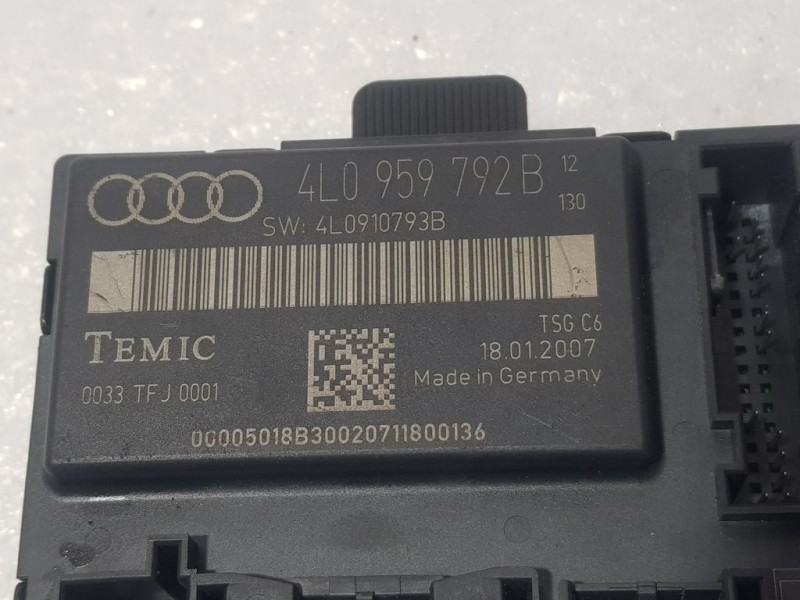 4L0 959 792B 12
130
SW: 4L0910793B
TEMIC
TSG C6
18.01.2007
0033 TFJ 0001
Made in Germany
00005018B30020711800136